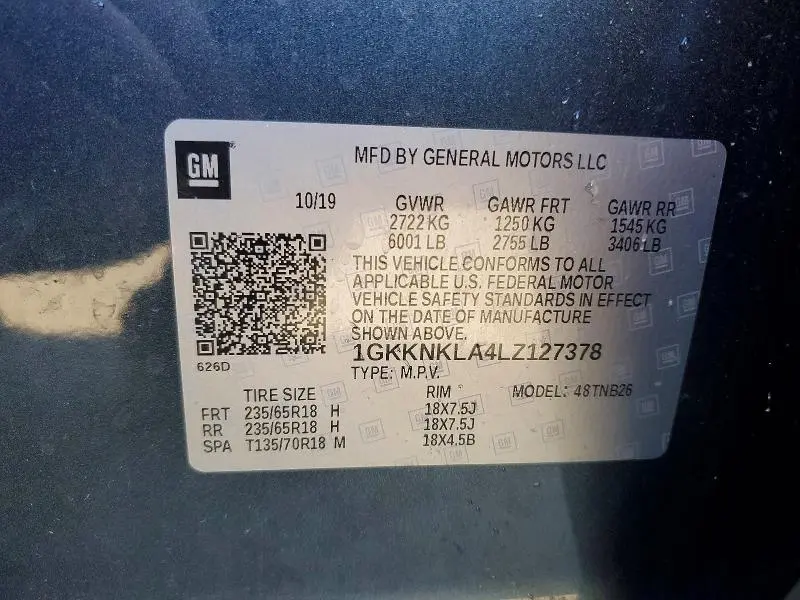 GM
MFD BY GENERAL MOTORS LLC
10/19 GVWR GAWR FRT GAWR RR
2722 KG 1250 KG 1545 KG
6001 LB 2755 LB 3406 LB
THIS VEHICLE CONFORMS TO ALL
APPLICABLE U.S. FEDERAL MOTOR
VEHICLE SAFETY STANDARDS IN EFFECT
ON THE DATE OF MANUFACTURE
SHOWN ABOVE.
1GKKNKLA4LZ127378
626D
TYPE: M.P.V.
TIRE SIZE RIM MODEL: 48TNB26
FRT 235/65R18 H 18X7.5J
RR 235/65R18 H 18X7.5J
SPA T135/70R18 M 18X4.5B